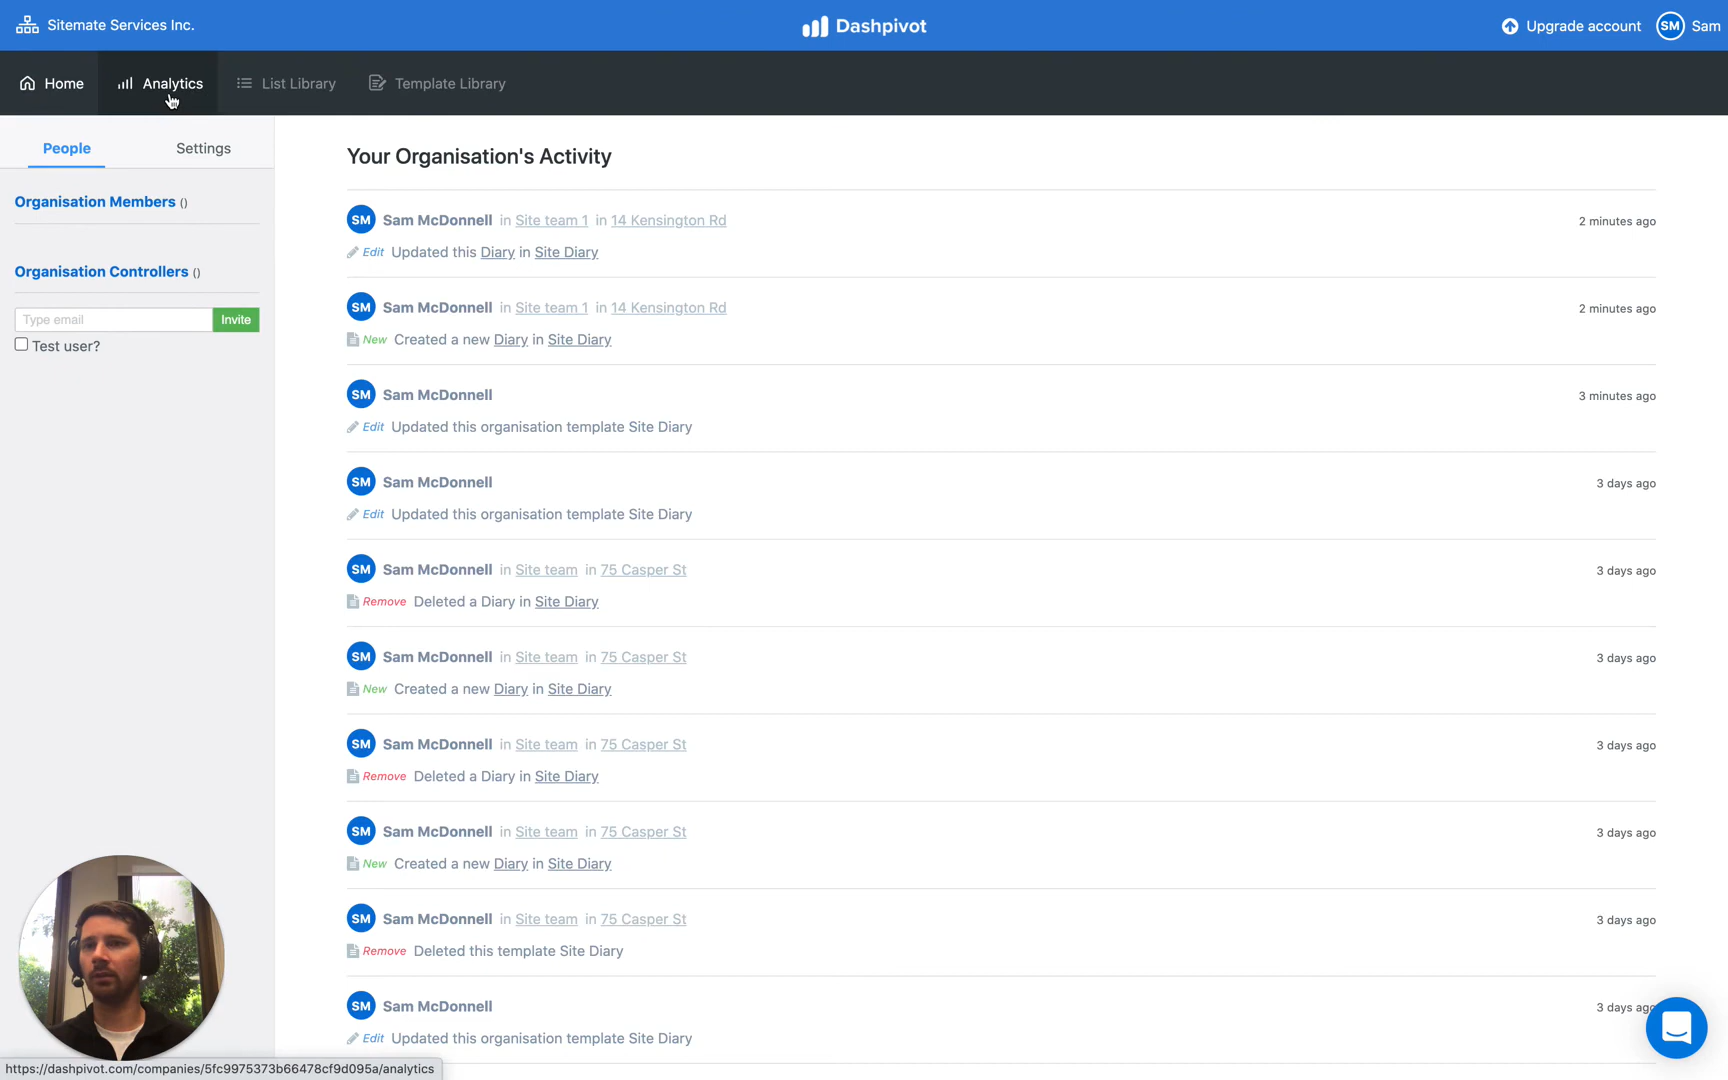 Sitemate Services Inc.
Dashpivot
Upgrade account SM Sam
Home Analytics List Library Template Library
People Settings
Organisation Members ()
Organisation Controllers ()
Type email Invite
Test user?
Your Organisation's Activity
SM Sam McDonnell in Site team 1 in 14 Kensington Rd 2 minutes ago
Edit Updated this Diary in Site Diary
SM Sam McDonnell in Site team 1 in 14 Kensington Rd 2 minutes ago
New Created a new Diary in Site Diary
SM Sam McDonnell 3 minutes ago
Edit Updated this organisation template Site Diary
SM Sam McDonnell 3 days ago
Edit Updated this organisation template Site Diary
SM Sam McDonnell in Site team in 75 Casper St 3 days ago
Remove Deleted a Diary in Site Diary
SM Sam McDonnell in Site team in 75 Casper St 3 days ago
New Created a new Diary in Site Diary
SM Sam McDonnell in Site team in 75 Casper St 3 days ago
Remove Deleted a Diary in Site Diary
SM Sam McDonnell in Site team in 75 Casper St 3 days ago
New Created a new Diary in Site Diary
SM Sam McDonnell in Site team in 75 Casper St 3 days ago
Remove Deleted this template Site Diary
SM Sam McDonnell 3 days ago
Edit Updated this organisation template Site Diary
https://dashpivot.com/companies/5fc9975373b66478cf9d095a/analytics